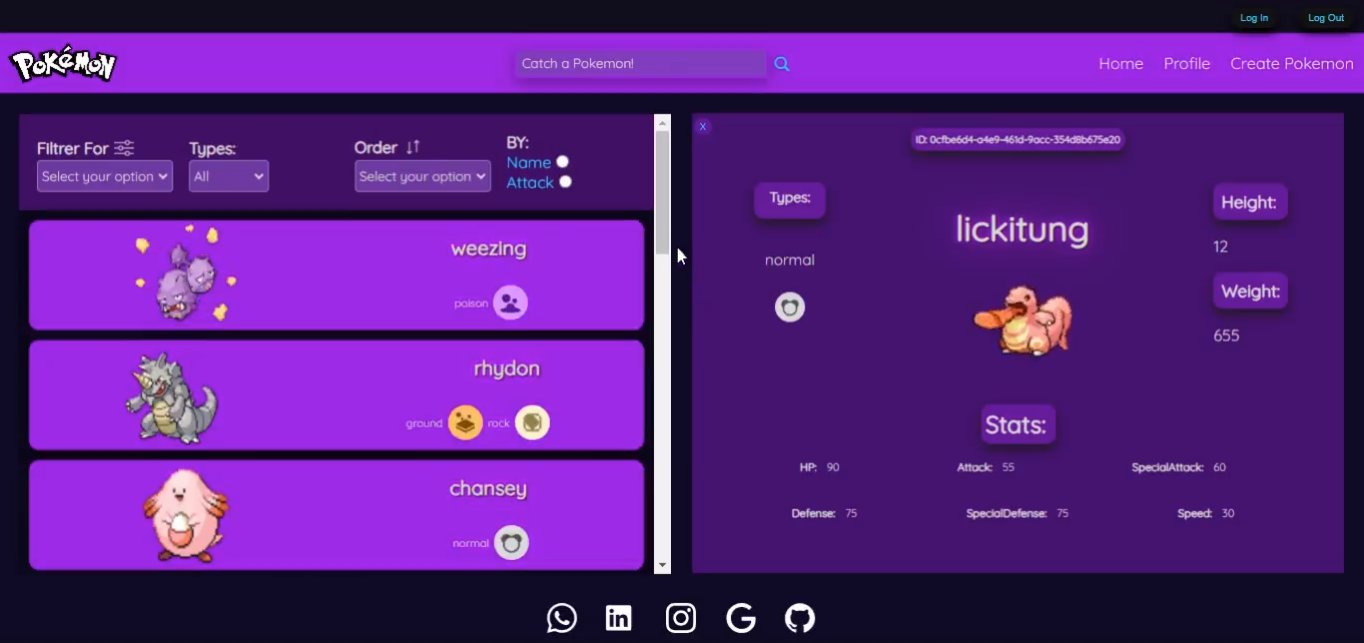 Log In Log Out
POKéMON
Catch a Pokemon!
Home Profile Create Pokemon
Filtrer For
Select your option
Types:
All
Order
Select your option
BY:
Name
Attack
weezing
poison
rhydon
ground rock
chansey
normal
X
ID: 0cfbe6d4-a4e9-461d-9acc-354d8b675e20
Types:
normal
lickitung
Height:
12
Weight:
655
Stats:
HP: 90 Attack: 55 SpecialAttack: 60
Defense: 75 SpecialDefense: 75 Speed: 30
in
G